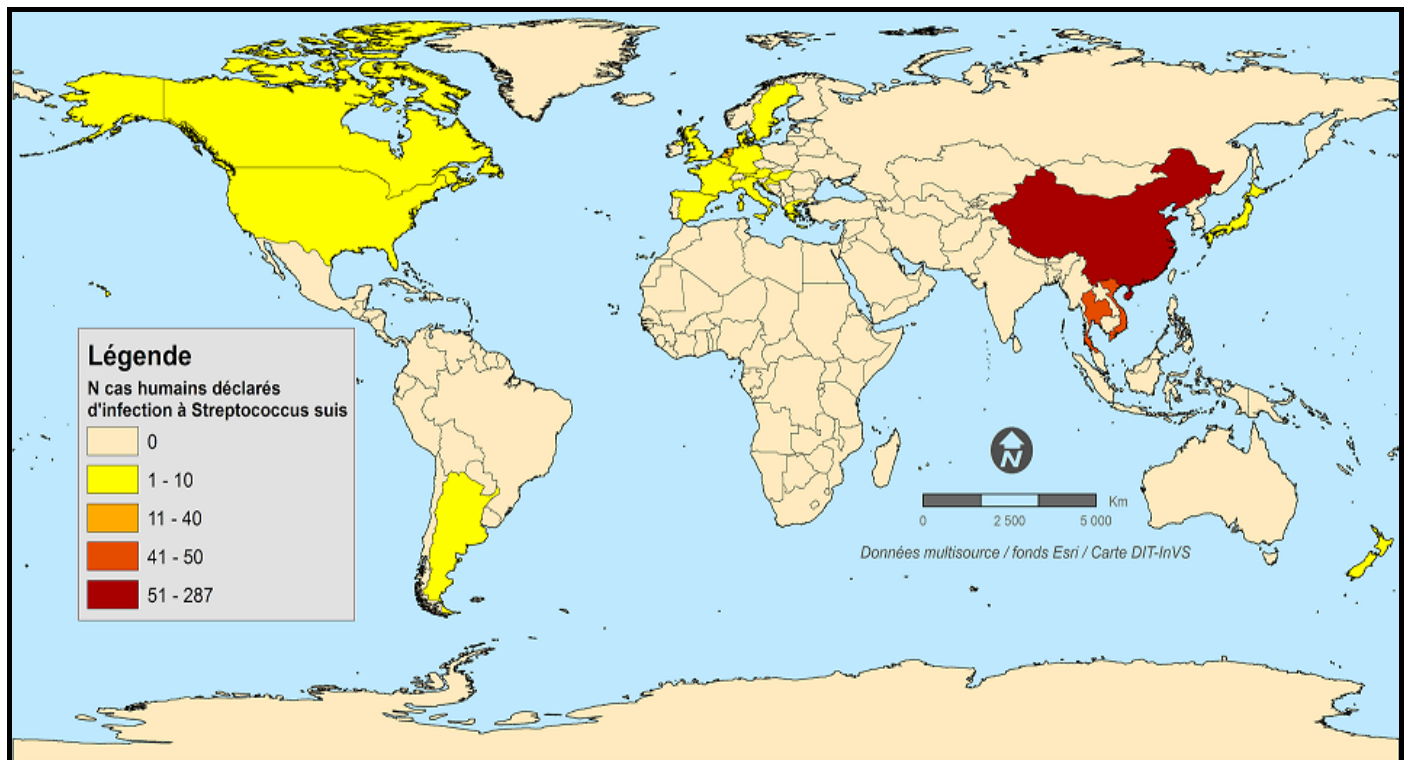 Légende
N cas humains déclarés
d'infection à Streptococcus suis
0
1 - 10
11 - 40
41 - 50
51 - 287
N
Km
0 2 500 5 000
Données multisource / fonds Esri / Carte DIT-InVS